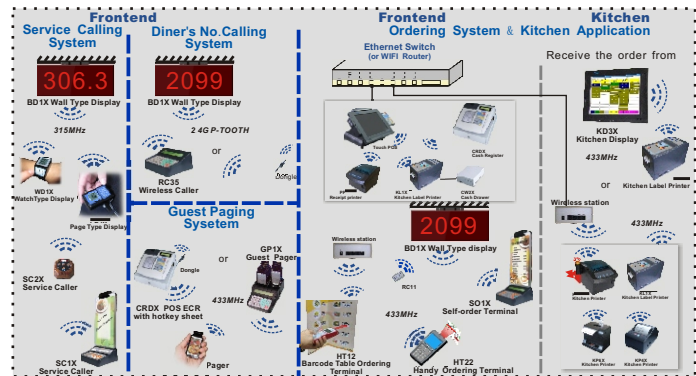 Frontend
Service Calling
System
306.3
BD1X Wall Type Display
315MHz
WD1X
WatchType Display
Page Type Display
SC2X
Service Caller
SC1X
Service Caller
Diner's No.Calling
System
2099
BD1X Wall Type Display
2 4G P-TOOTH
or
RC35
Wireless Caller
Dongle
Guest Paging
Sysetem
or
GP1X
Guest Pager
Dongle
CRDX POS ECR
with hotkey sheet
433MHz
Pager
Frontend
Kitchen
Ordering System & Kitchen Application
Ethernet Switch
(or WIFI Router)
Touch POS
CRDX
Cash Register
Receipt printer
RL1X
Kitchen Label Printer
CW2X
Cash Drawer
2099
BD1X Wall Type display
Wireless station
RC11
SO1X
Self-order Terminal
433MHz
HT12
Barcode Table Ordering
Terminal
HT22
Handy Ordering Terminal
Receive the order from
KD3X
Kitchen Display
433MHz
or
Kitchen Label Printer
Wireless station
433MHz
Kitchen Printer
RL1X
Kitchen Label Printer
KP6X
Kitchen Printer
KP4X
Kitchen Printer